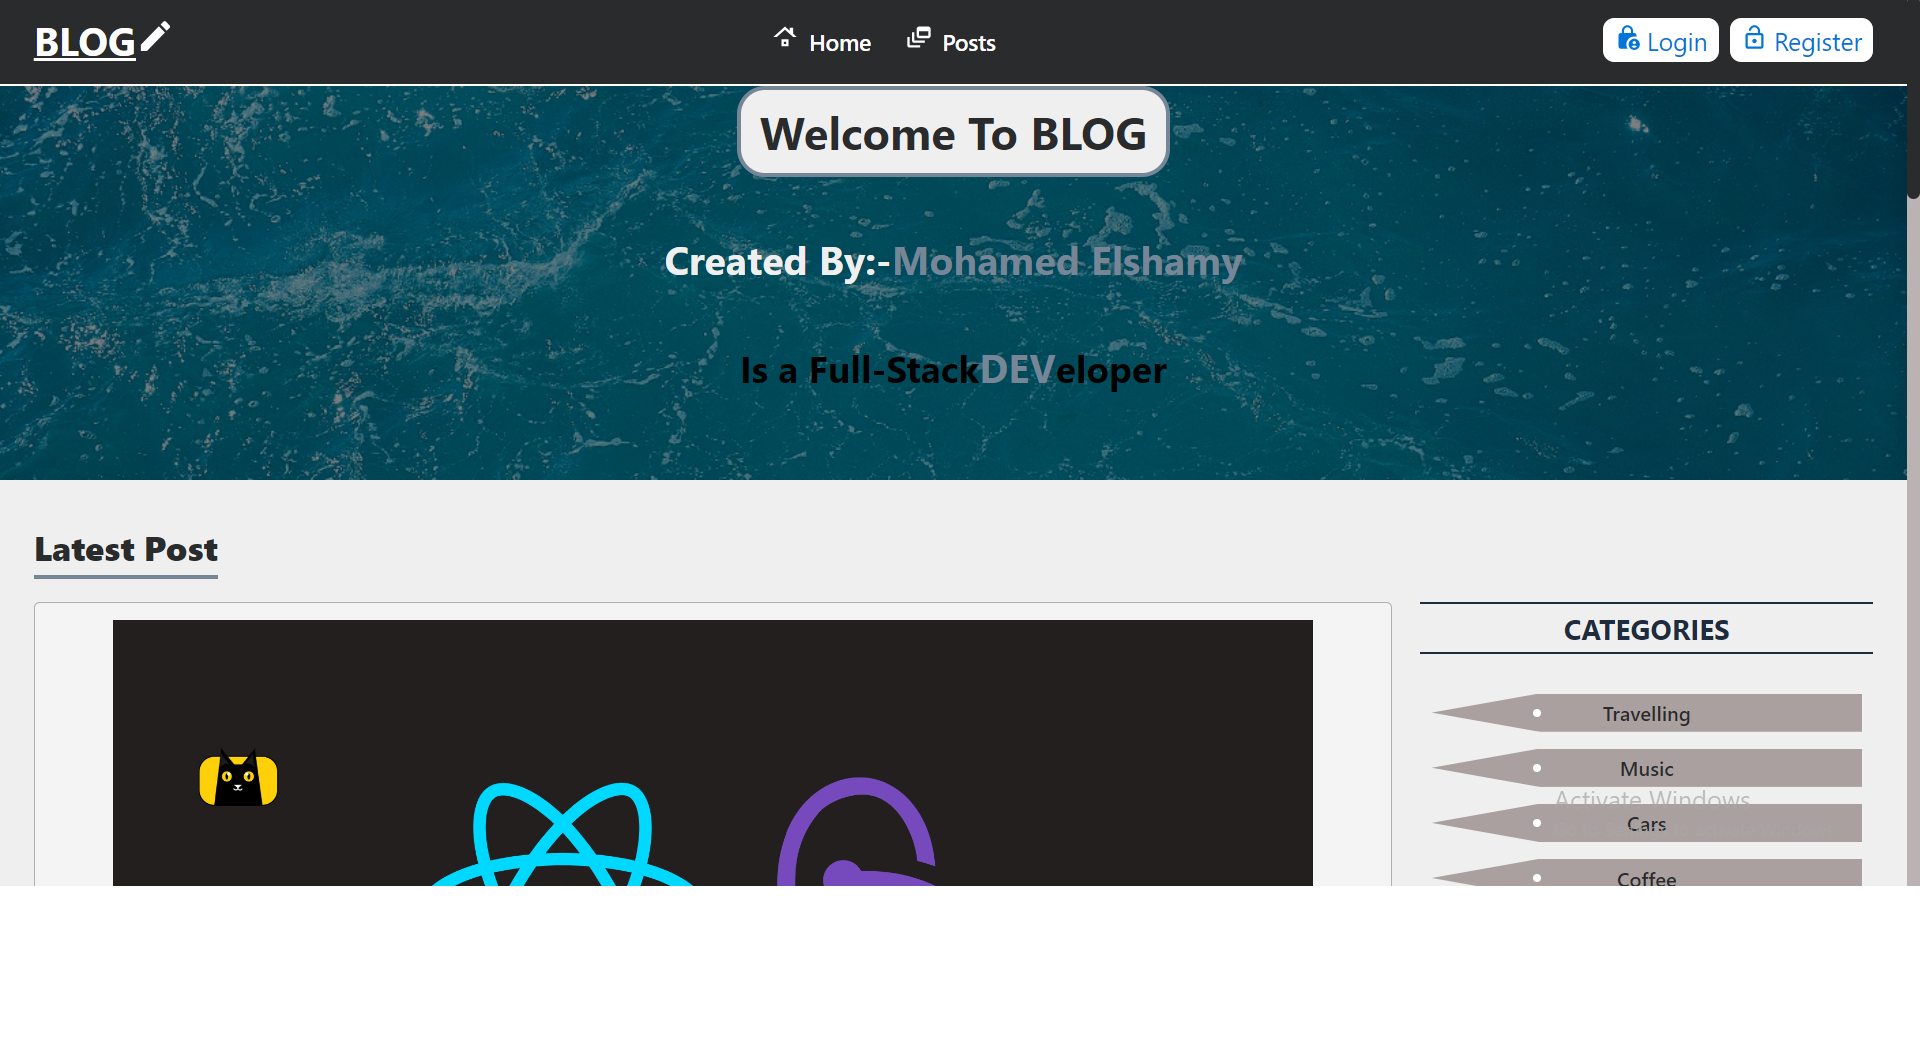 BLOG
Home
Posts
Login
Register
Welcome To BLOG
Created By:-Mohamed Elshamy
Is a Full-StackDEVeloper
Latest Post
CATEGORIES
Travelling
Music
Activate Windows
Cars
Coffee